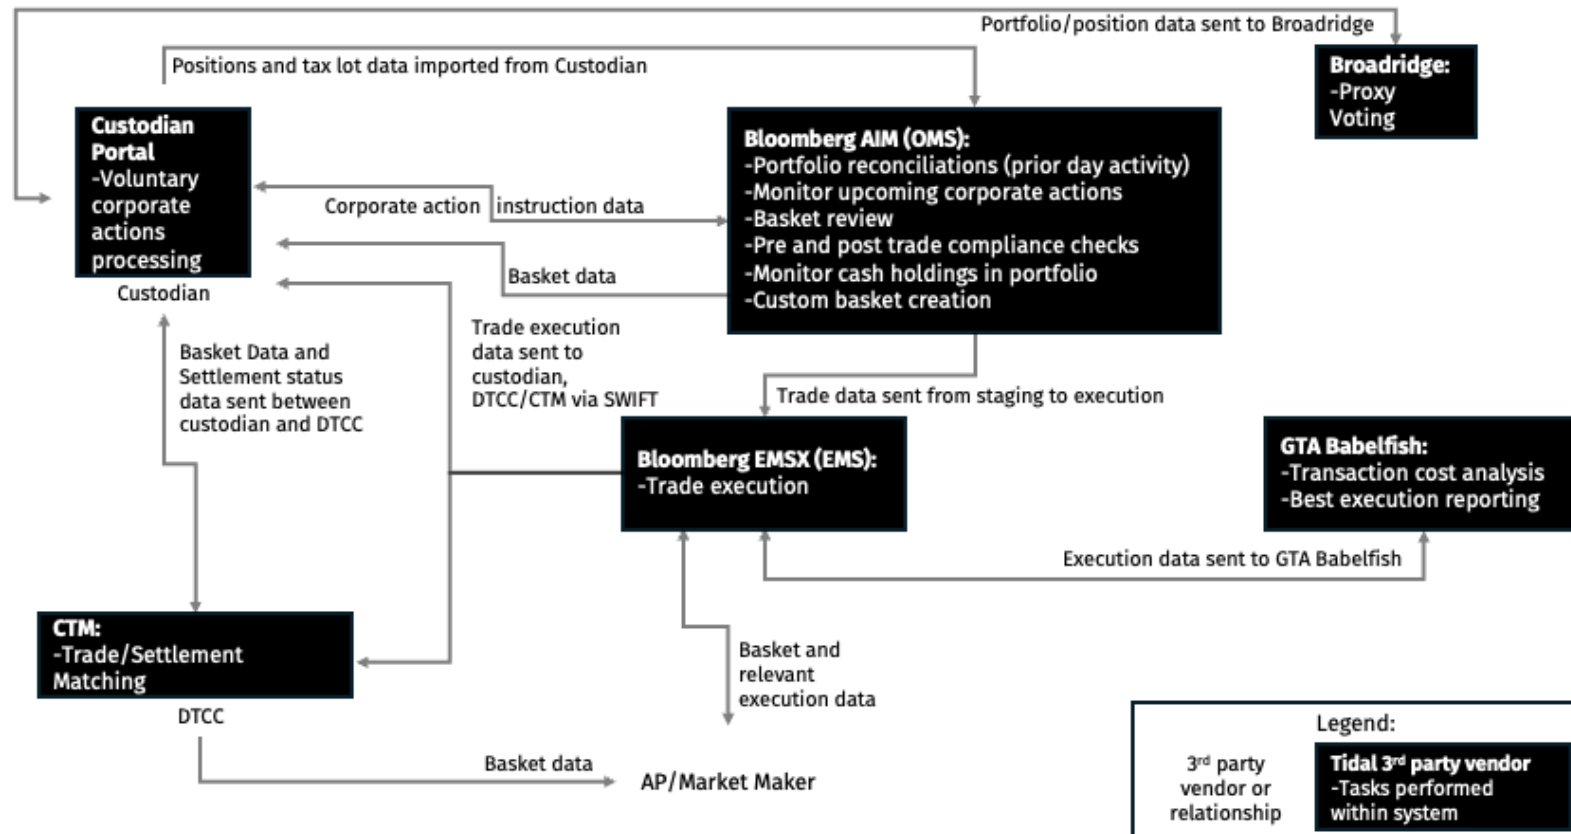 Portfolio/position data sent to Broadridge
Positions and tax lot data imported from Custodian
Broadridge:
-Proxy
Voting
Custodian
Portal
-Voluntary
corporate
actions
processing
Custodian
Bloomberg AIM (OMS):
-Portfolio reconciliations (prior day activity)
-Monitor upcoming corporate actions
-Basket review
-Pre and post trade compliance checks
-Monitor cash holdings in portfolio
-Custom basket creation
Corporate action instruction data
Basket data
Trade execution
data sent to
custodian,
DTCC/CTM via SWIFT
Basket Data and
Settlement status
data sent between
custodian and DTCC
Trade data sent from staging to execution
Bloomberg EMSX (EMS):
-Trade execution
GTA Babelfish:
-Transaction cost analysis
-Best execution reporting
Execution data sent to GTA Babelfish
CTM:
-Trade/Settlement
Matching
DTCC
Basket and
relevant
execution data
Basket data
AP/Market Maker
Legend:
3rd party
vendor or
relationship
Tidal 3rd party vendor
-Tasks performed
within system